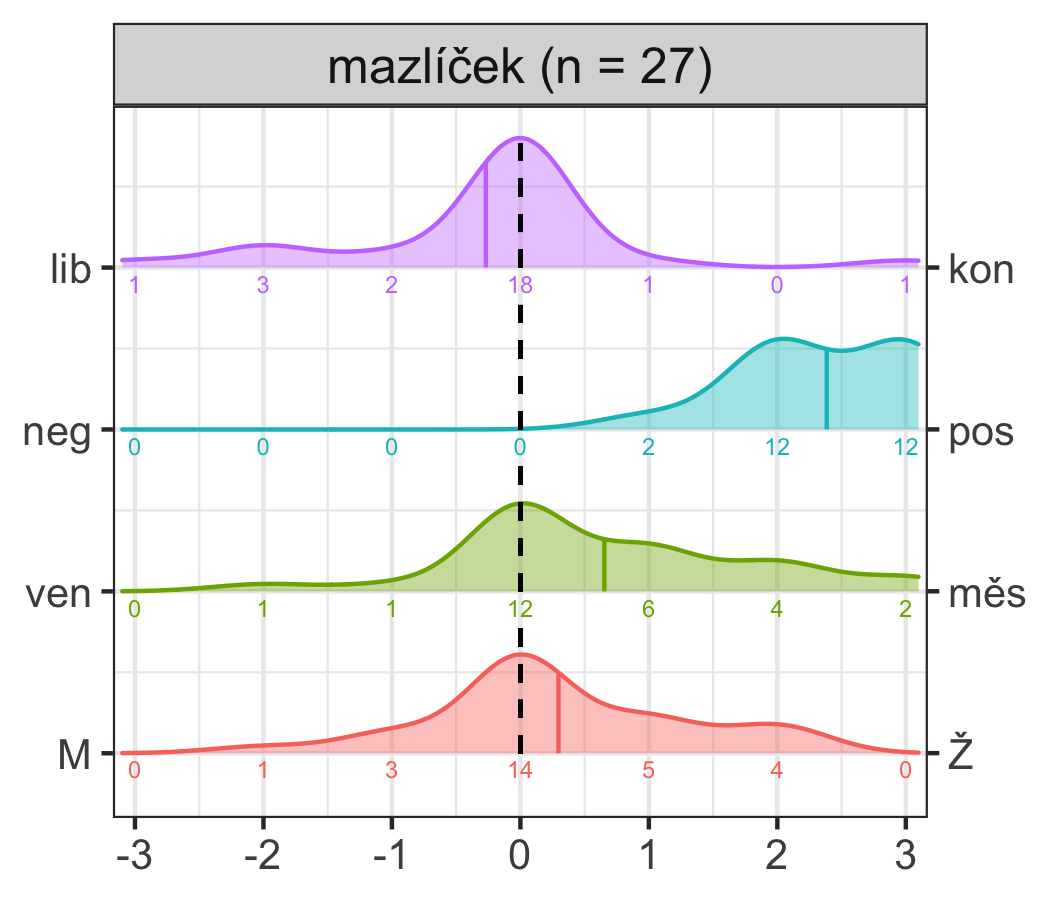 mazlíček (n = 27)
lib kon
1 3 2 18 1 0 1
neg pos
0 0 0 0 2 12 12
ven měs
0 1 1 12 6 4 2
M Ž
0 1 3 14 5 4 0
-3 -2 -1 0 1 2 3